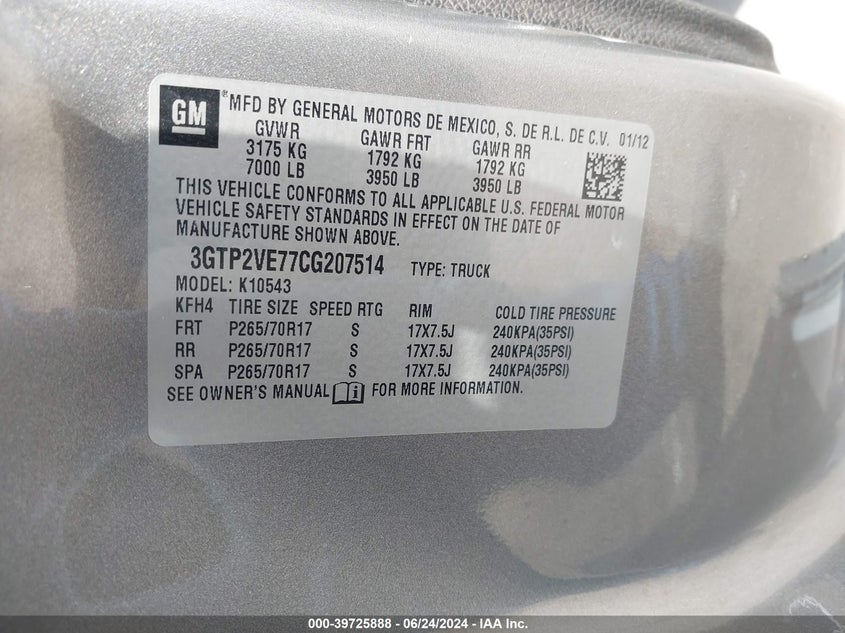 GM ® MFD BY GENERAL MOTORS DE MEXICO, S. DE R.L. DE C.V. 01/12
GVWR GAWR FRT GAWR RR
3175 KG 1792 KG 1792 KG
7000 LB 3950 LB 3950 LB
THIS VEHICLE CONFORMS TO ALL APPLICABLE U.S. FEDERAL MOTOR
VEHICLE SAFETY STANDARDS IN EFFECT ON THE DATE OF
MANUFACTURE SHOWN ABOVE.
3GTP2VE77CG207514 TYPE: TRUCK
MODEL: K10543
KFH4 TIRE SIZE SPEED RTG RIM COLD TIRE PRESSURE
FRT P265/70R17 S 17X7.5J 240KPA(35PSI)
RR P265/70R17 S 17X7.5J 240KPA(35PSI)
SPA P265/70R17 S 17X7.5J 240KPA(35PSI)
SEE OWNER'S MANUAL i FOR MORE INFORMATION.
000-39725888 / 06/24/2024 - IAA Inc.